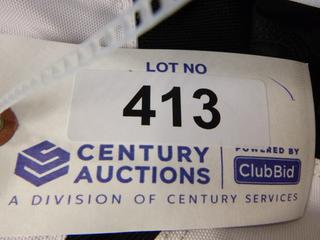 LOT NO
413
CENTURY
AUCTIONS
POWERED BY
ClubBid
A DIVISION OF CENTURY SERVICES